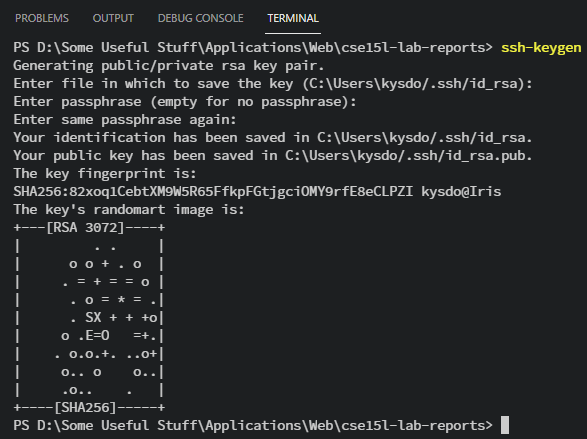 PROBLEMS OUTPUT DEBUG CONSOLE TERMINAL
PS D:\Some Useful Stuff\Applications\Web\cse15l-lab-reports> ssh-keygen
Generating public/private rsa key pair.
Enter file in which to save the key (C:\Users\kysdo/.ssh/id_rsa):
Enter passphrase (empty for no passphrase):
Enter same passphrase again:
Your identification has been saved in C:\Users\kysdo/.ssh/id_rsa.
Your public key has been saved in C:\Users\kysdo/.ssh/id_rsa.pub.
The key fingerprint is:
SHA256:82xoq1CebtXM9W5R65FfkpFGtjgciOMY9rfE8eCLPZI kysdo@Iris
The key's randomart image is:
+---[RSA 3072]----+
|         . .     |
|      o o + . o  |
|     . = + = = o |
|      . o = * = .|
|      . SX + + +o|
|     o .E=O   =+.|
|    . o.o.+. ..o+|
|     o.. o    o..|
|     .o..    .   |
+----[SHA256]-----+
PS D:\Some Useful Stuff\Applications\Web\cse15l-lab-reports>